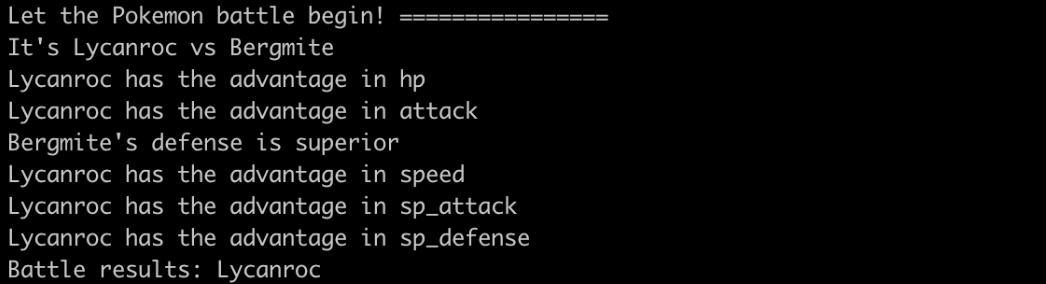 Let the Pokemon battle begin! ================
It's Lycanroc vs Bergmite
Lycanroc has the advantage in hp
Lycanroc has the advantage in attack
Bergmite's defense is superior
Lycanroc has the advantage in speed
Lycanroc has the advantage in sp_attack
Lycanroc has the advantage in sp_defense
Battle results: Lycanroc